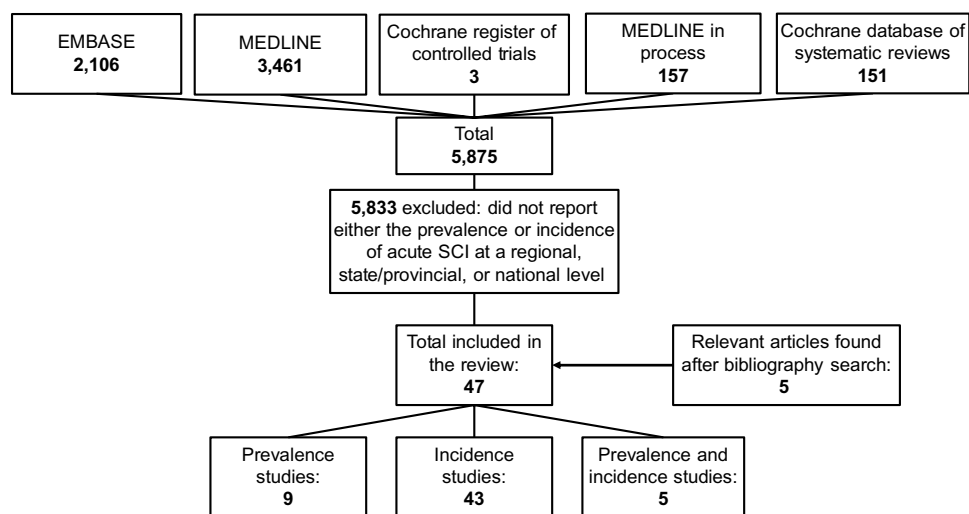 EMBASE
2,106
MEDLINE
3,461
Cochrane register of
controlled trials
3
MEDLINE in
process
157
Cochrane database of
systematic reviews
151
Total
5,875
5,833 excluded: did not report
either the prevalence or incidence
of acute SCI at a regional,
state/provincial, or national level
Total included in
the review:
47
Relevant articles found
after bibliography search:
5
Prevalence
studies:
9
Incidence
studies:
43
Prevalence and
incidence studies:
5